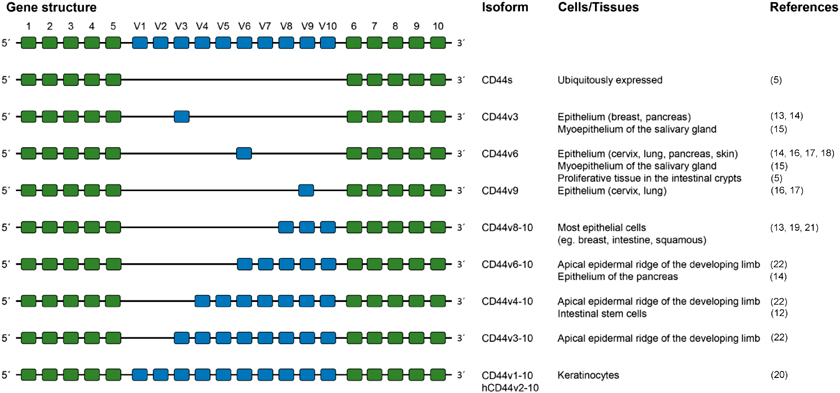 Gene structure Isoform Cells/Tissues References
1 2 3 4 5 V1 V2 V3 V4 V5 V6 V7 V8 V9 V10 6 7 8 9 10
5´ 3´
5´ 3´ CD44s Ubiquitously expressed (5)
5´ 3´ CD44v3 Epithelium (breast, pancreas) (13, 14)
Myoepithelium of the salivary gland (15)
5´ 3´ CD44v6 Epithelium (cervix, lung, pancreas, skin) (14, 16, 17, 18)
Myoepithelium of the salivary gland (15)
Proliferative tissue in the intestinal crypts (5)
5´ 3´ CD44v9 Epithelium (cervix, lung) (16, 17)
5´ 3´ CD44v8-10 Most epithelial cells (13, 19, 21)
(eg. breast, intestine, squamous)
5´ 3´ CD44v6-10 Apical epidermal ridge of the developing limb (22)
Epithelium of the pancreas (14)
5´ 3´ CD44v4-10 Apical epidermal ridge of the developing limb (22)
Intestinal stem cells (12)
5´ 3´ CD44v3-10 Apical epidermal ridge of the developing limb (22)
5´ 3´ CD44v1-10 Keratinocytes (20)
hCD44v2-10